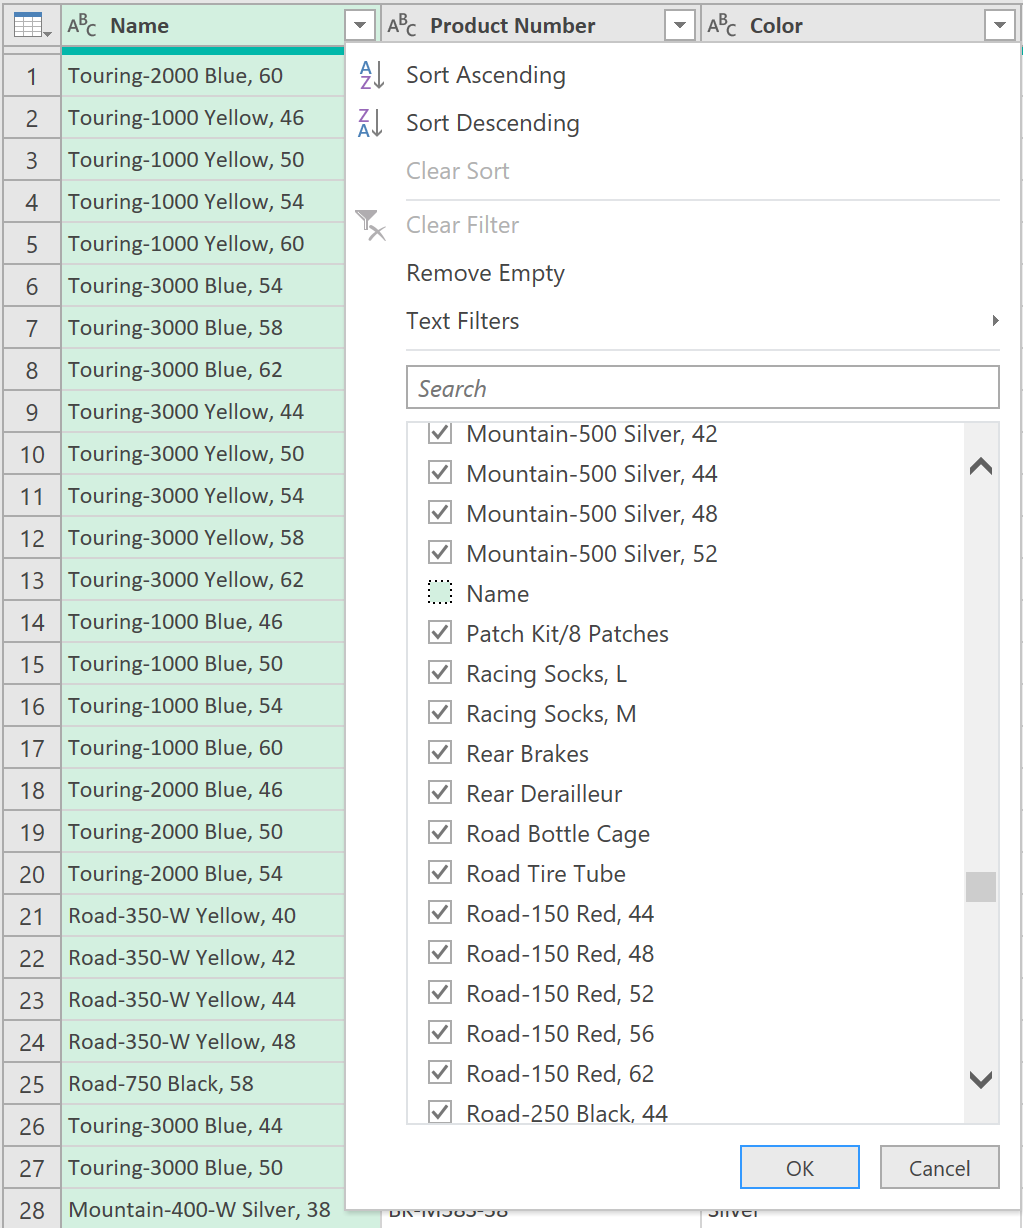 ABC Name ABC Product Number ABC Color
1 Touring-2000 Blue, 60
2 Touring-1000 Yellow, 46
3 Touring-1000 Yellow, 50
4 Touring-1000 Yellow, 54
5 Touring-1000 Yellow, 60
6 Touring-3000 Blue, 54
7 Touring-3000 Blue, 58
8 Touring-3000 Blue, 62
9 Touring-3000 Yellow, 44
10 Touring-3000 Yellow, 50
11 Touring-3000 Yellow, 54
12 Touring-3000 Yellow, 58
13 Touring-3000 Yellow, 62
14 Touring-1000 Blue, 46
15 Touring-1000 Blue, 50
16 Touring-1000 Blue, 54
17 Touring-1000 Blue, 60
18 Touring-2000 Blue, 46
19 Touring-2000 Blue, 50
20 Touring-2000 Blue, 54
21 Road-350-W Yellow, 40
22 Road-350-W Yellow, 42
23 Road-350-W Yellow, 44
24 Road-350-W Yellow, 48
25 Road-750 Black, 58
26 Touring-3000 Blue, 44
27 Touring-3000 Blue, 50
28 Mountain-400-W Silver, 38 BK-M38S-38 Silver
AZ Sort Ascending
ZA Sort Descending
Clear Sort
Clear Filter
Remove Empty
Text Filters
Search
Mountain-500 Silver, 42
Mountain-500 Silver, 44
Mountain-500 Silver, 48
Mountain-500 Silver, 52
Name
Patch Kit/8 Patches
Racing Socks, L
Racing Socks, M
Rear Brakes
Rear Derailleur
Road Bottle Cage
Road Tire Tube
Road-150 Red, 44
Road-150 Red, 48
Road-150 Red, 52
Road-150 Red, 56
Road-150 Red, 62
Road-250 Black, 44
OK Cancel